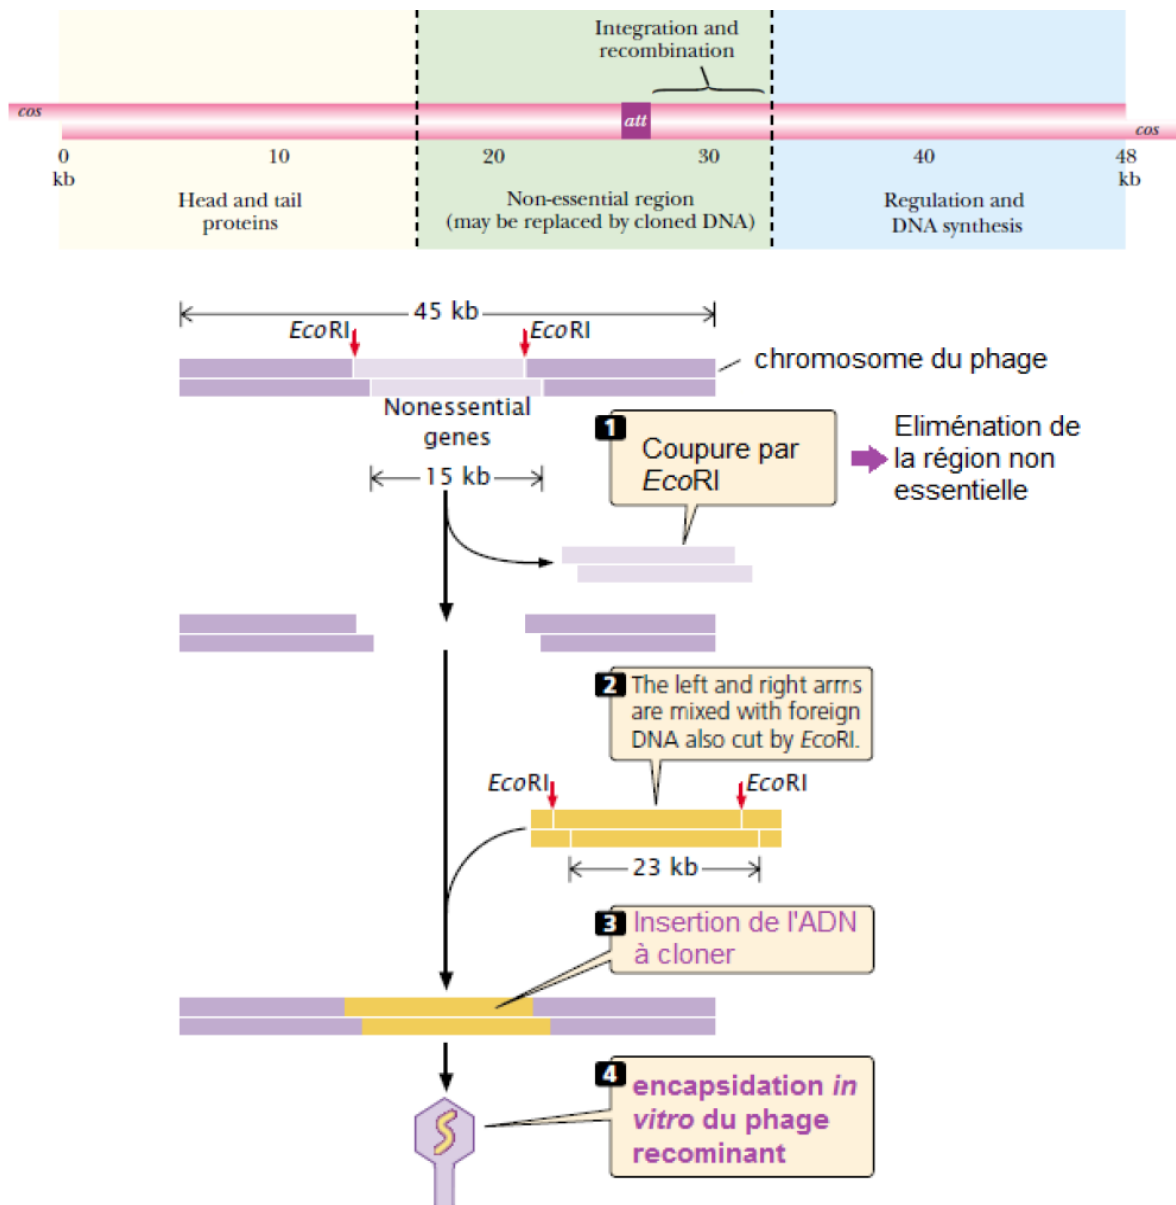 Integration and
recombination
cos
att
cos
0
kb
10
20
30
40
48
kb
Head and tail
proteins
Non-essential region
(may be replaced by cloned DNA)
Regulation and
DNA synthesis
45 kb
EcoRI
EcoRI
chromosome du phage
Nonessential
genes
15 kb
1
Coupure par
EcoRI
Eliménation de
la région non
essentielle
2
The left and right arms
are mixed with foreign
DNA also cut by EcoRI.
EcoRI
EcoRI
23 kb
3
Insertion de l'ADN
à cloner
4
encapsidation in
vitro du phage
recominant